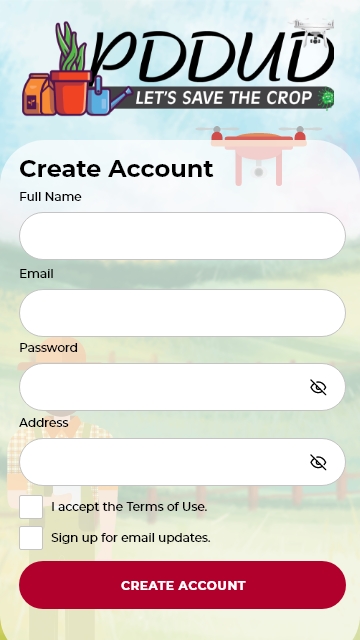 PDDUD
LET'S SAVE THE CROP
Create Account
Full Name
Email
Password
Address
I accept the Terms of Use.
Sign up for email updates.
CREATE ACCOUNT